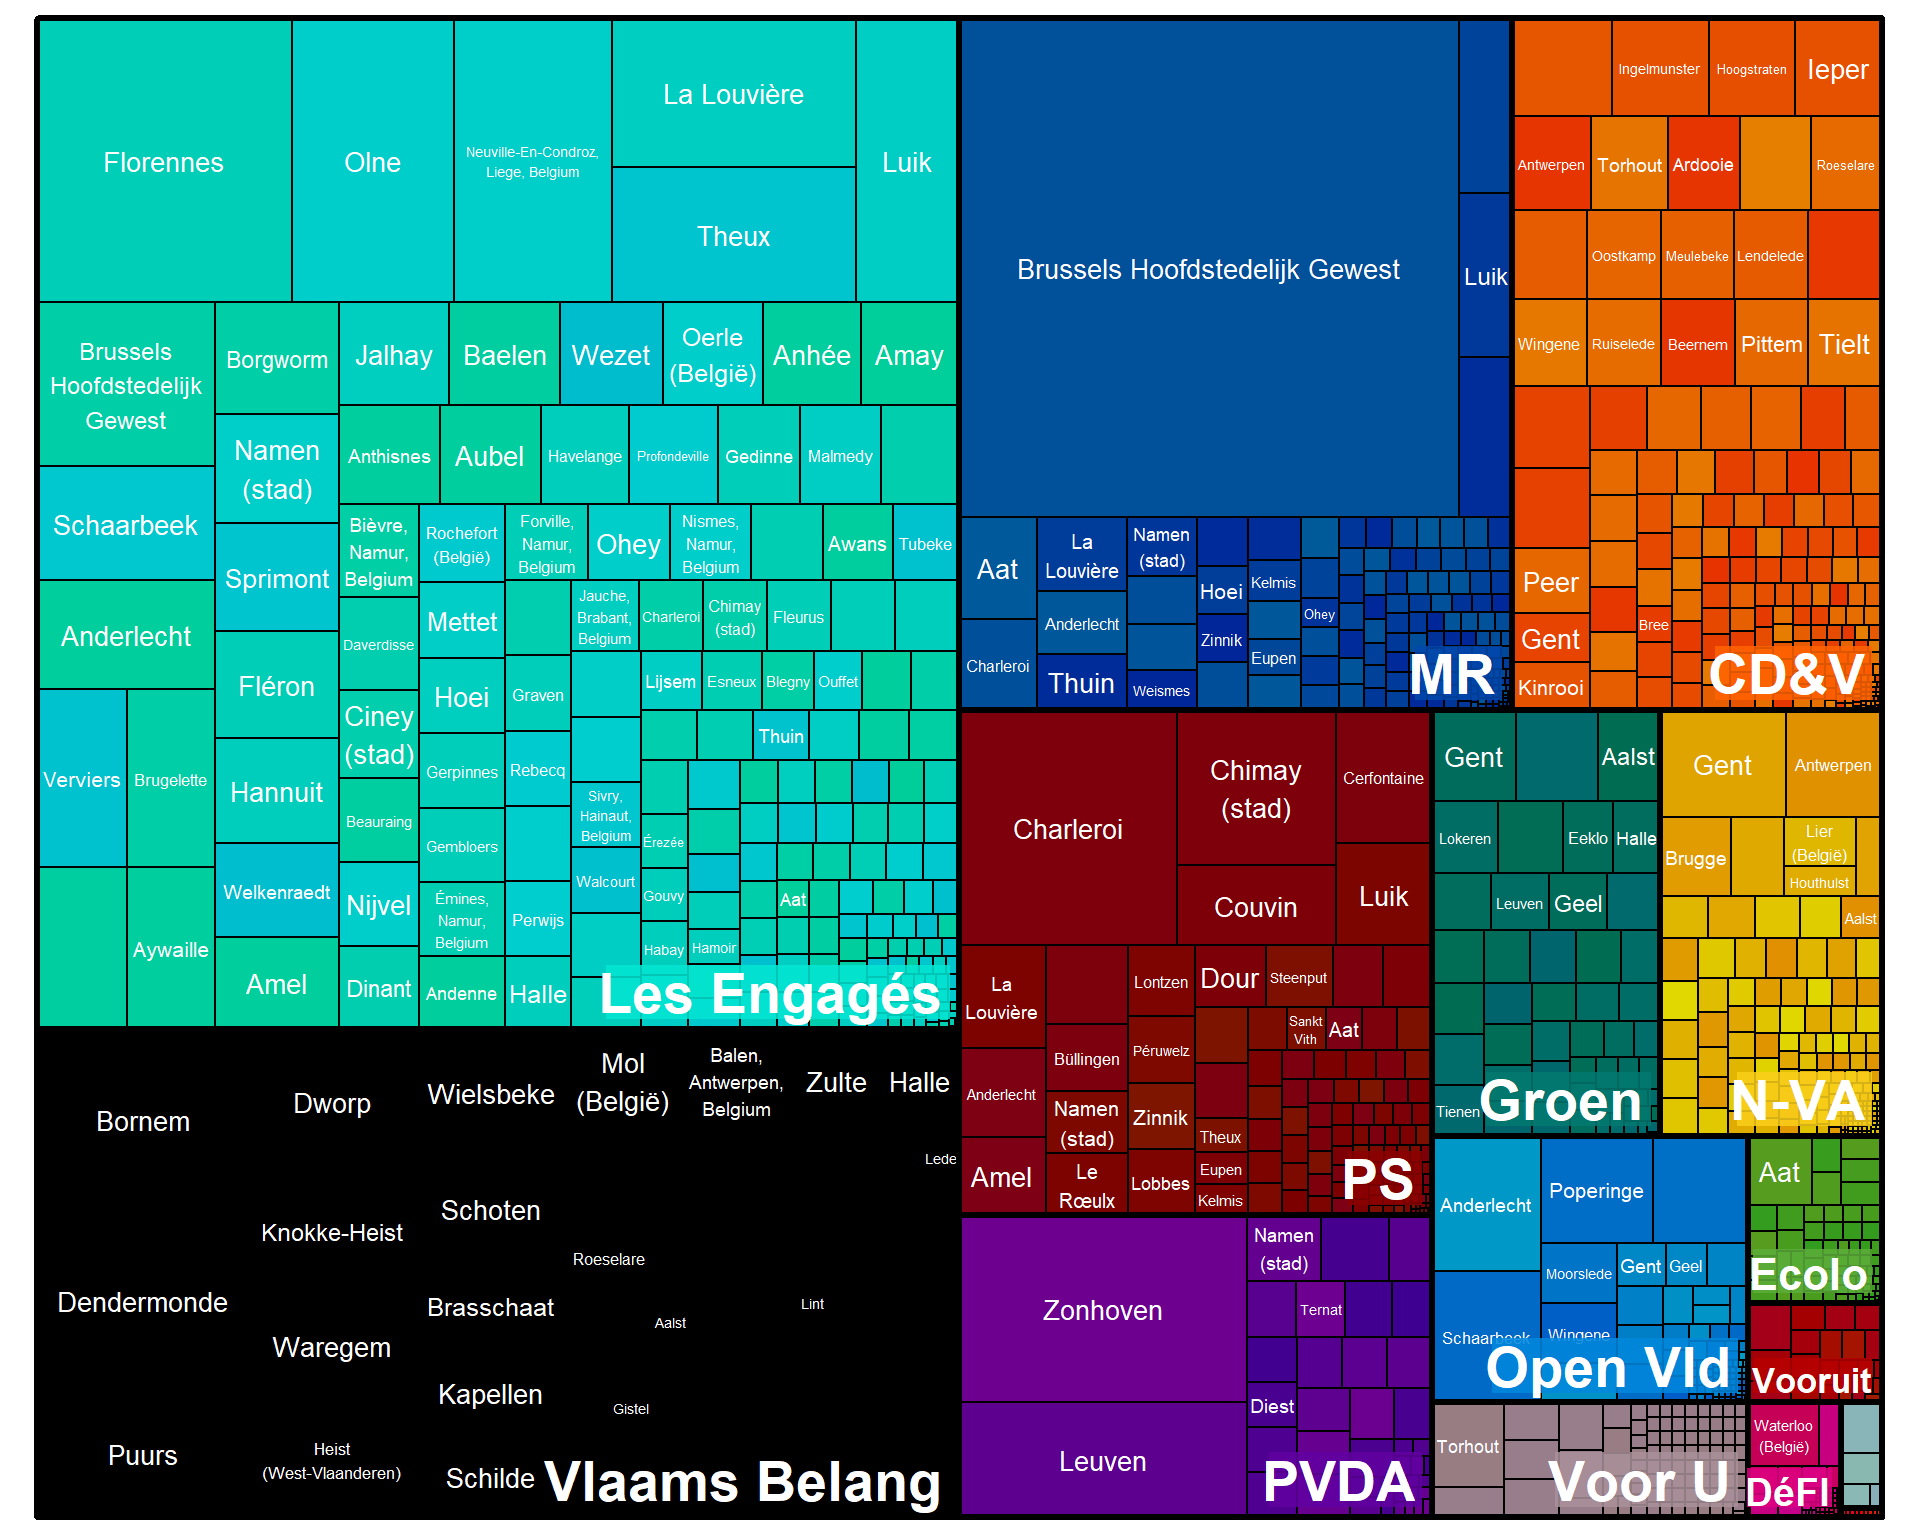 Florennes
Olne
Neuville-En-Condroz,
Liege, Belgium
La Louvière
Theux
Luik
Brussels
Hoofdstedelijk
Gewest
Borgworm
Jalhay
Baelen
Wezet
Oerle
(België)
Anhée
Amay
Namen
(stad)
Anthisnes
Aubel
Havelange
Profondeville
Gedinne
Malmedy
Schaarbeek
Sprimont
Bièvre,
Namur,
Belgium
Rochefort
(België)
Forville,
Namur,
Belgium
Ohey
Nismes,
Namur,
Belgium
Awans
Tubeke
Anderlecht
Fléron
Daverdisse
Mettet
Jauche,
Brabant,
Belgium
Charleroi
Chimay
(stad)
Fleurus
Hoei
Graven
Lijsem
Esneux
Blegny
Ouffet
Verviers
Brugelette
Hannuit
Ciney
(stad)
Gerpinnes
Rebecq
Thuin
Beauraing
Gembloers
Sivry,
Hainaut,
Belgium
Érezée
Welkenraedt
Nijvel
Émines,
Namur,
Belgium
Perwijs
Walcourt
Gouvy
Aat
Aywaille
Amel
Dinant
Andenne
Halle
Habay
Hamoir
Les Engagés
Bornem
Dworp
Wielsbeke
Mol
(België)
Balen,
Antwerpen,
Belgium
Zulte
Halle
Lede
Knokke-Heist
Schoten
Roeselare
Dendermonde
Waregem
Brasschaat
Aalst
Lint
Kapellen
Gistel
Puurs
Heist
(West-Vlaanderen)
Schilde
Vlaams Belang
Brussels Hoofdstedelijk Gewest
Luik
Aat
La
Louvière
Namen
(stad)
Hoei
Kelmis
Ohey
Charleroi
Anderlecht
Zinnik
Eupen
Thuin
Weismes
MR
Ingelmunster
Hoogstraten
Ieper
Antwerpen
Torhout
Ardooie
Roeselare
Oostkamp
Meulebeke
Lendelede
Wingene
Ruiselede
Beernem
Pittem
Tielt
Peer
Gent
Bree
Kinrooi
CD&V
Charleroi
Chimay
(stad)
Cerfontaine
Couvin
Luik
La
Louvière
Lontzen
Dour
Steenput
Büllingen
Péruwelz
Sankt
Vith
Aat
Anderlecht
Namen
(stad)
Zinnik
Theux
Amel
Le
Rœulx
Lobbes
Eupen
Kelmis
PS
Gent
Aalst
Lokeren
Eeklo
Halle
Leuven
Geel
Tienen
Groen
Gent
Antwerpen
Brugge
Lier
(België)
Houthulst
Aalst
N-VA
Zonhoven
Namen
(stad)
Ternat
Diest
Leuven
PVDA
Anderlecht
Poperinge
Moorslede
Gent
Geel
Schaarbeek
Wingene
Open Vld
Aat
Ecolo
Vooruit
Torhout
Voor U
Waterloo
(België)
DéFI